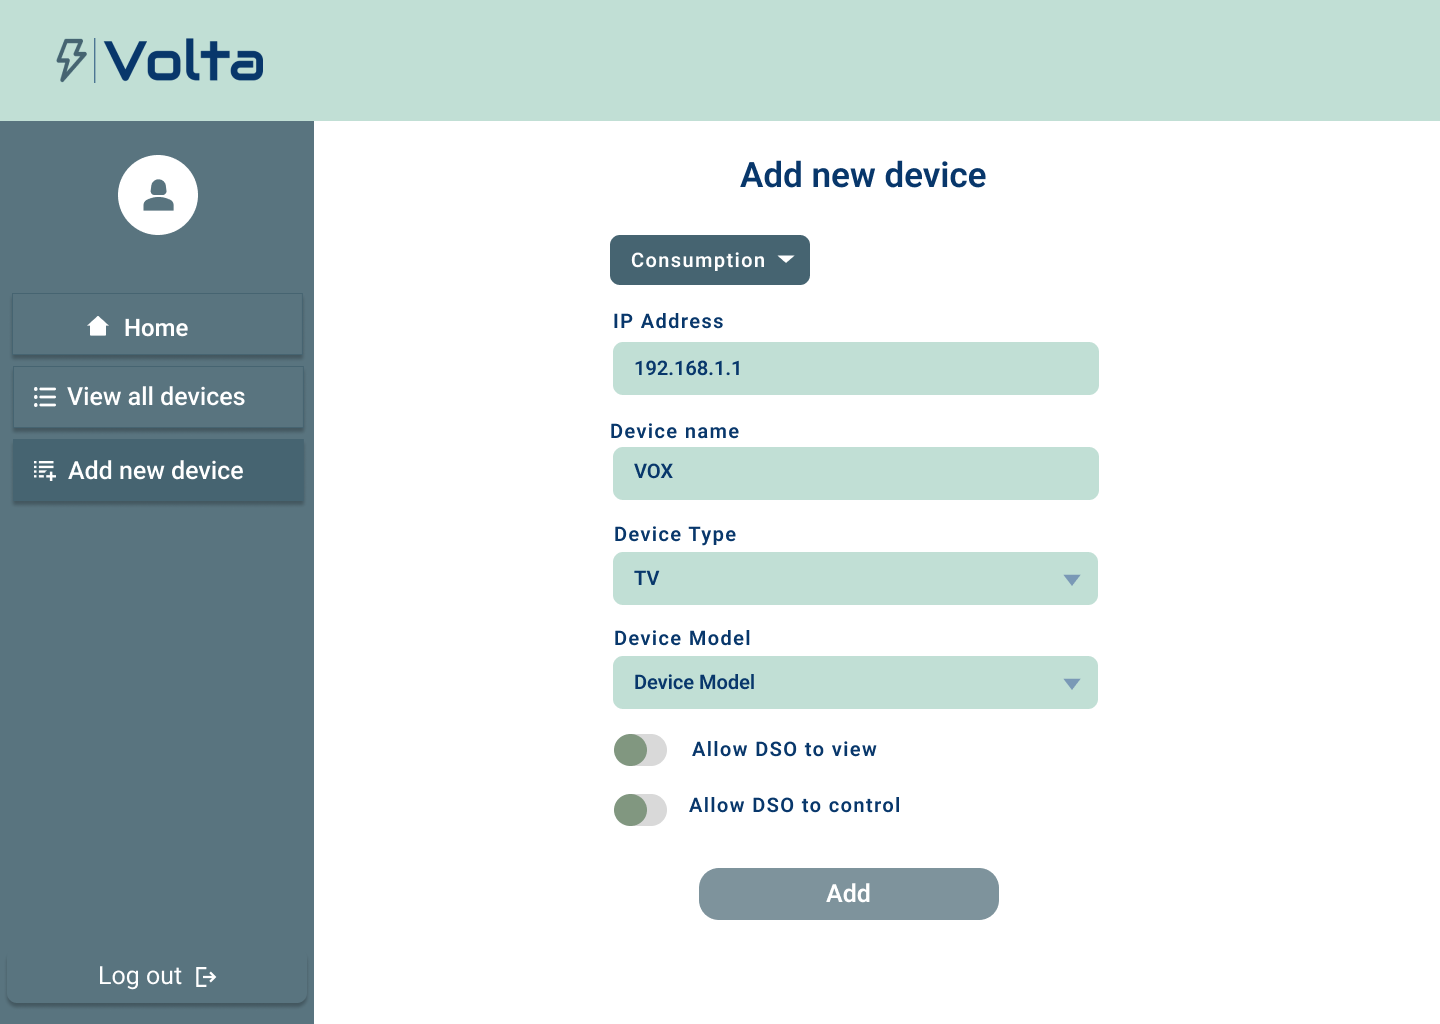 Volta
Home
View all devices
Add new device
Log out
Add new device
Consumption
IP Address
192.168.1.1
Device name
VOX
Device Type
TV
Device Model
Device Model
Allow DSO to view
Allow DSO to control
Add